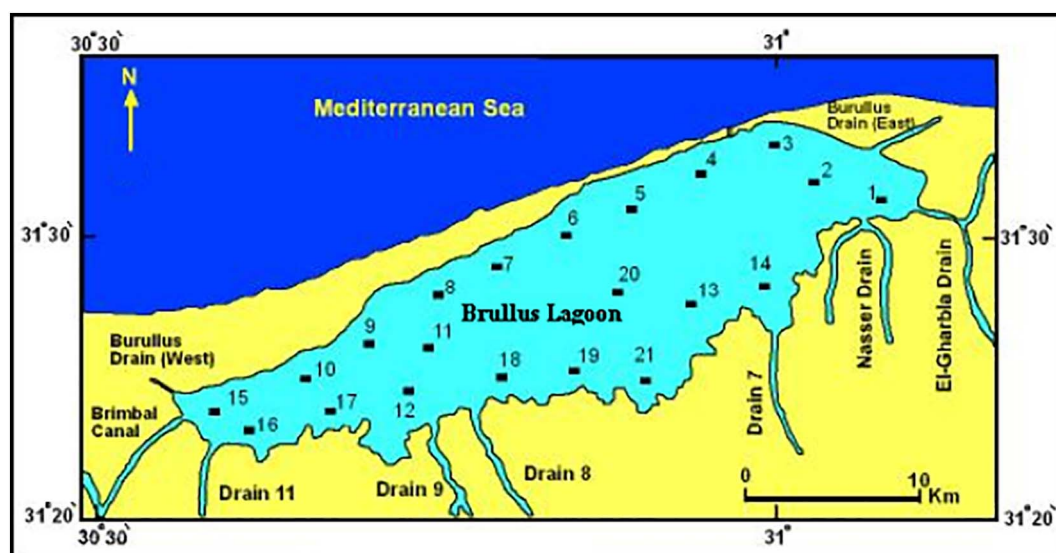 30°30'
31°
N
Mediterranean Sea
Burullus
Drain (East)
3
4
2
1
5
6
31°30'
31°30'
7
14
20
8
13
Brullus Lagoon
Nasser Drain
El-Gharbla Drain
9
11
Burullus
Drain (West)
18
19
21
10
Drain 7
15
17
12
Brimbal
Canal
16
Drain 8
Drain 9
Drain 11
0
10
Km
31°20'
31°20'
30°30'
31°